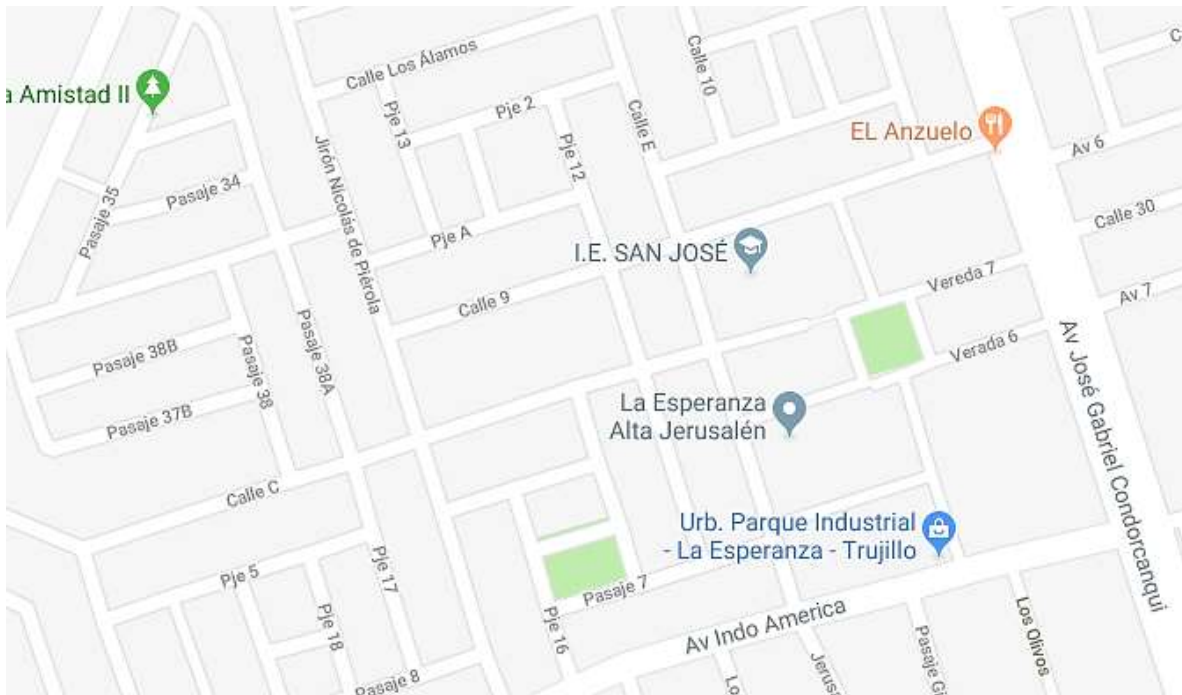 Calle Los Álamos
Calle 10
C
a Amistad II
Pje 2
Pje 13
Calle E
EL Anzuelo
Av 6
Pje 12
Jirón Nicolás de Piérola
Pasaje 34
Pasaje 35
Calle 30
Pje A
I.E. SAN JOSÉ
Vereda 7
Av 7
Calle 9
Pasaje 38B
Pasaje 38
Pasaje 38A
Verada 6
Av José Gabriel Condorcanqui
Pasaje 37B
La Esperanza
Alta Jerusalén
Calle C
Urb. Parque Industrial
- La Esperanza - Trujillo
Pje 5
Pje 17
Pasaje 7
Pje 18
Pje 16
Av Indo America
Los Olivos
Pasaje Gi
Jerus
Lo
Pasaje 8